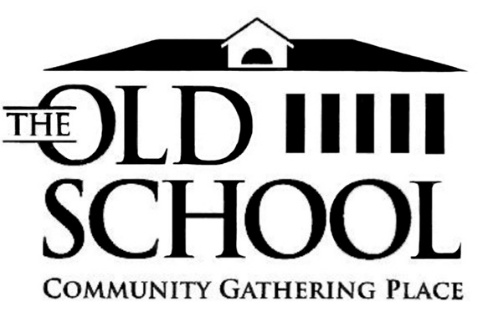 THE OLD
SCHOOL
COMMUNITY GATHERING PLACE